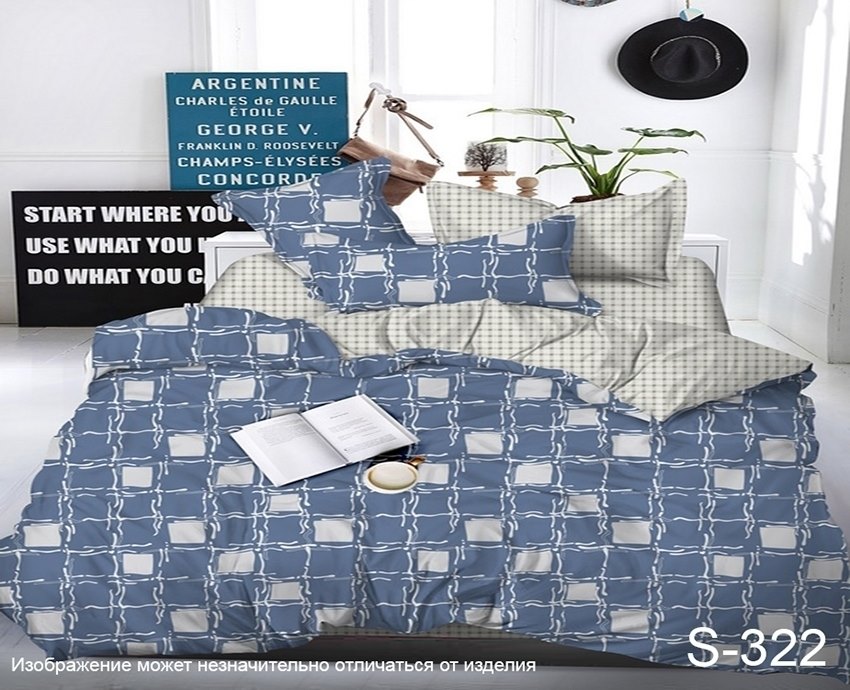 ARGENTINE
CHARLES de GAULLE
ÉTOILE
GEORGE V.
FRANKLIN D. ROOSEVELT
CHAMPS-ÉLYSÉES
CONCORDE
START WHERE YOU
USE WHAT YOU
DO WHAT YOU
S-322
Изображение может незначительно отличаться от изделия